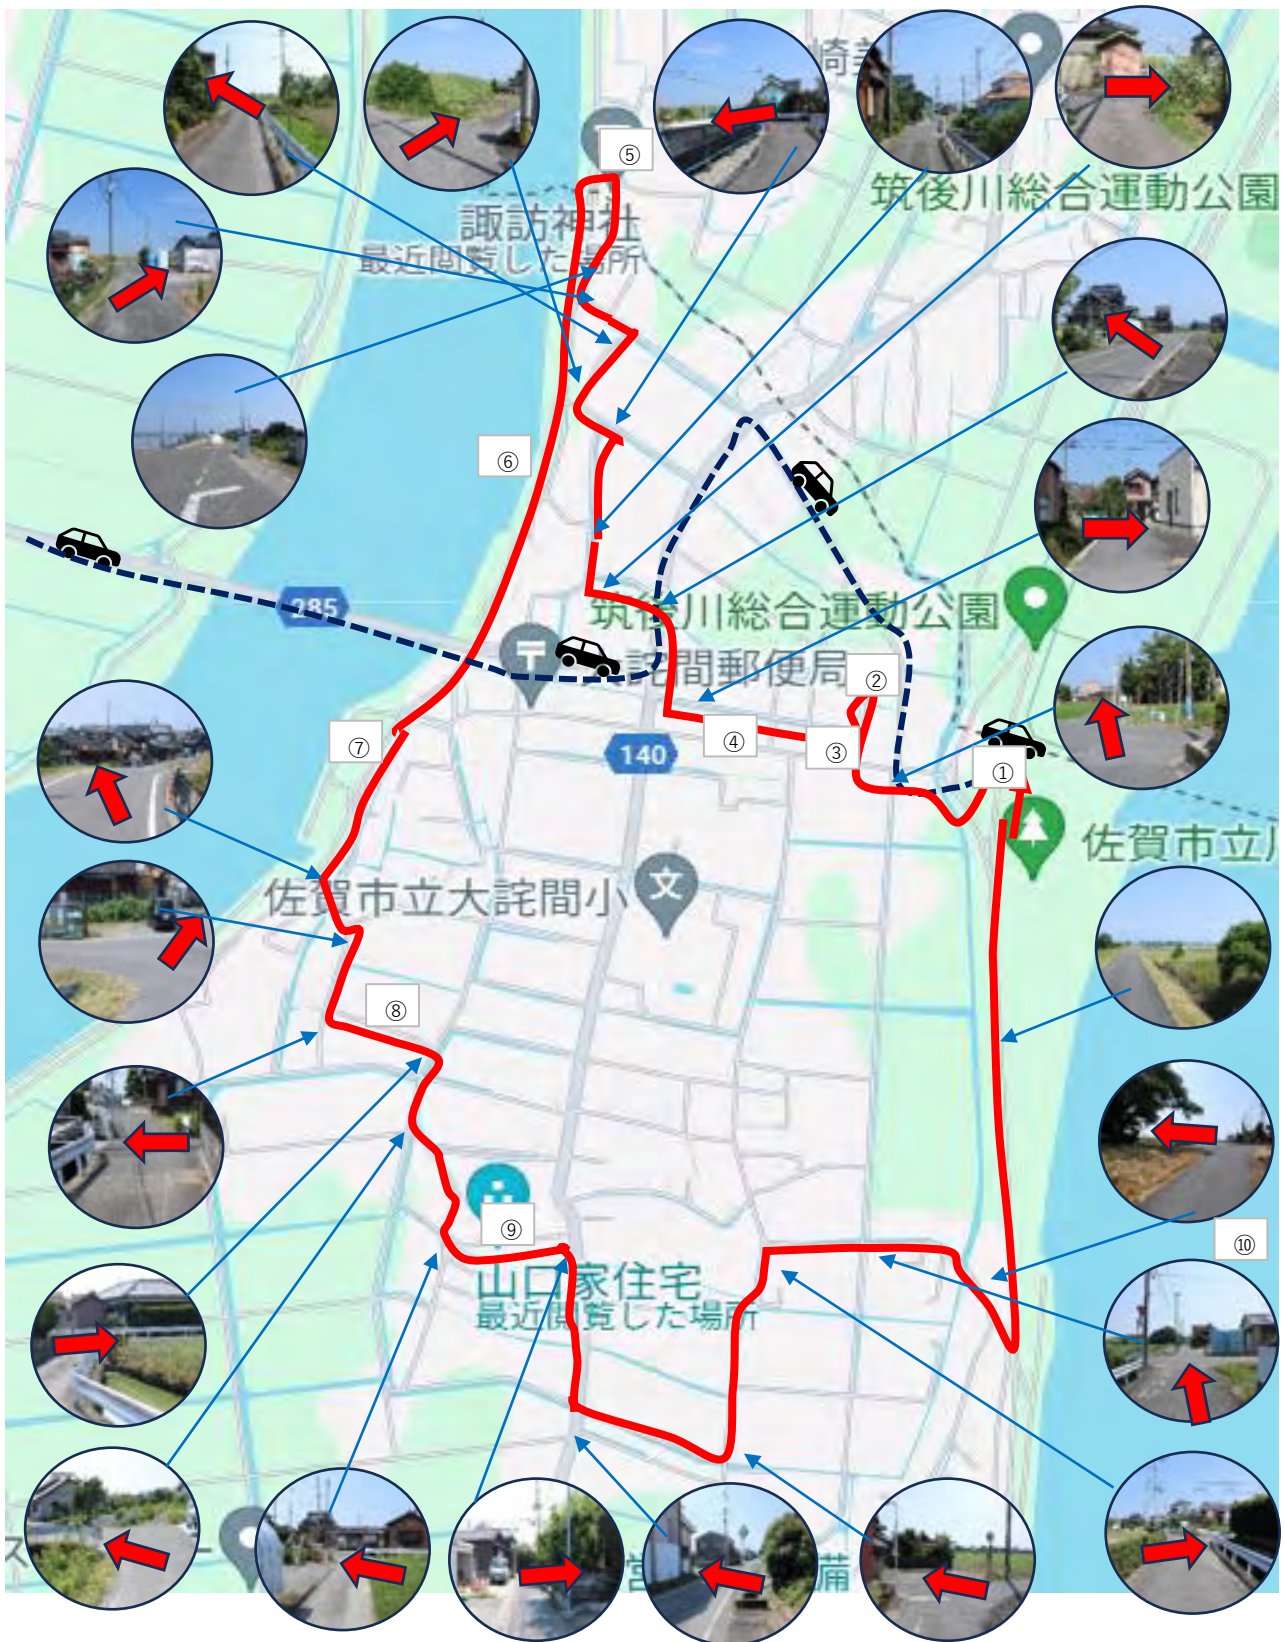 ⑤
筑後川総合運動公園
諏訪神社
最近閲覧した場所
⑥
285
筑後川総合運動公園
詫間郵便局
②
④
③
①
⑦
140
佐賀市立
佐賀市立大詫間小
文
⑧
⑨
⑩
山口家住宅
最近閲覧した場所